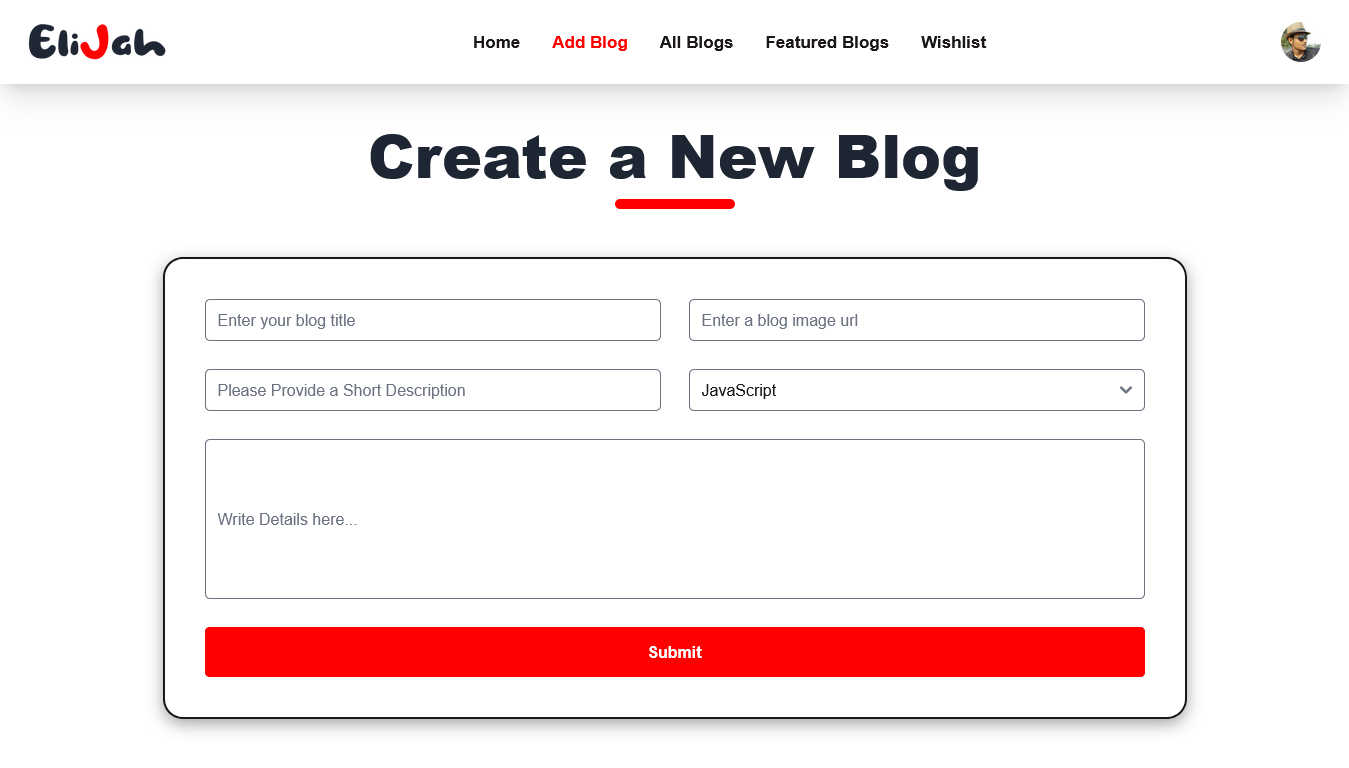 EliJah
Home Add Blog All Blogs Featured Blogs Wishlist
Create a New Blog
Enter your blog title
Enter a blog image url
Please Provide a Short Description
JavaScript
Write Details here...
Submit